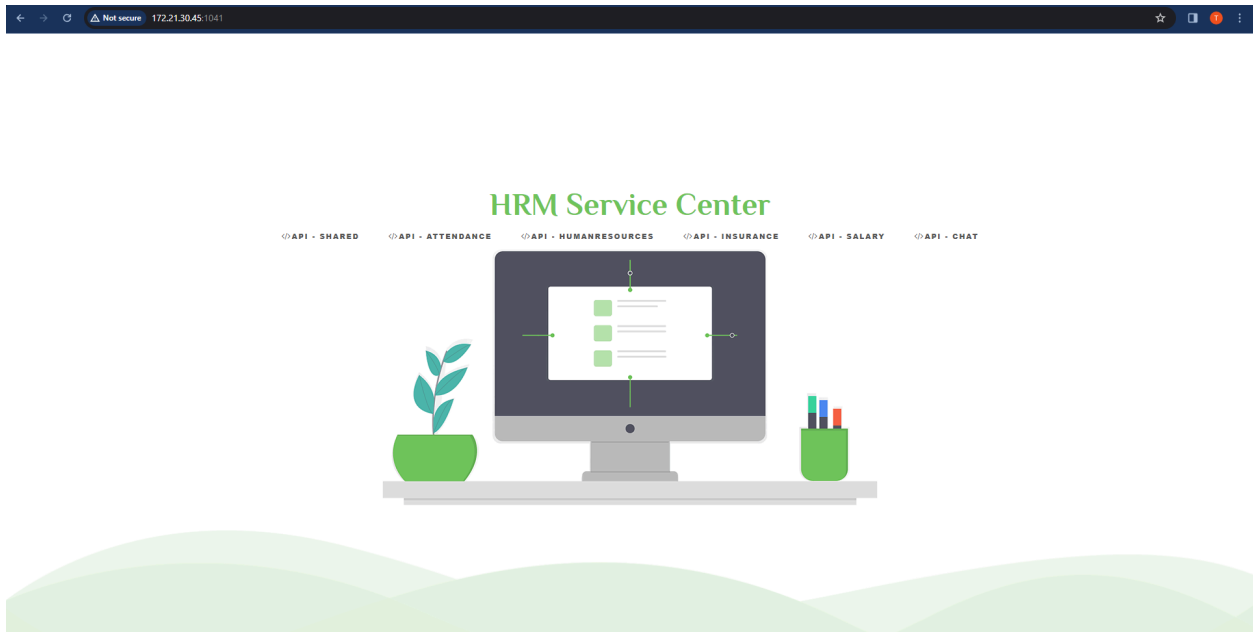 Not secure 172.21.30.45:1041
T
HRM Service Center
</>API - SHARED </>API - ATTENDANCE </>API - HUMANRESOURCES </>API - INSURANCE </>API - SALARY </>API - CHAT